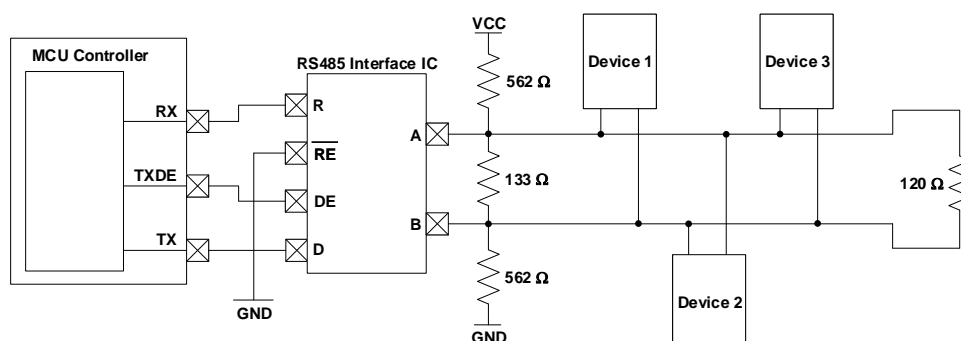 MCU Controller
RX
TXDE
TX
RS485 Interface IC
R
RE
DE
D
A
B
GND
VCC
562 Ω
133 Ω
562 Ω
GND
Device 1
Device 3
Device 2
120 Ω